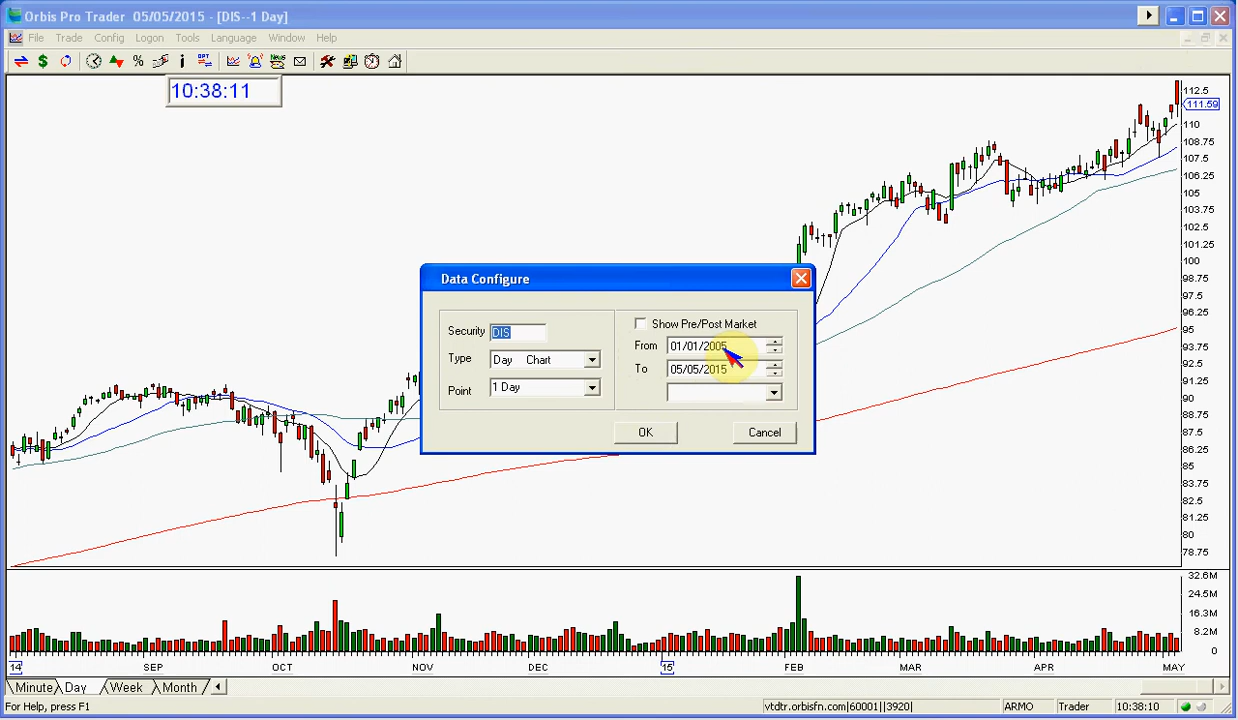 Orbis Pro Trader 05/05/2015 - [DIS--1 Day]
File Trade Config Logon Tools Language Window Help
10:38:11
112.5
111.59
110
108.75
107.5
106.25
105
103.75
102.5
101.25
100
98.75
97.5
96.25
95
93.75
92.5
91.25
90
88.75
87.5
86.25
85
83.75
82.5
81.25
80
78.75
Data Configure
Security DIS
Type Day Chart
Point 1 Day
Show Pre/Post Market
From 01/01/2005
To 05/05/2015
OK Cancel
32.6M
24.5M
16.3M
8.2M
0
14 SEP OCT NOV DEC 15 FEB MAR APR MAY
Minute Day Week Month
For Help, press F1 vtdtr.orbisfn.com|60001||3920| ARMO Trader 10:38:10